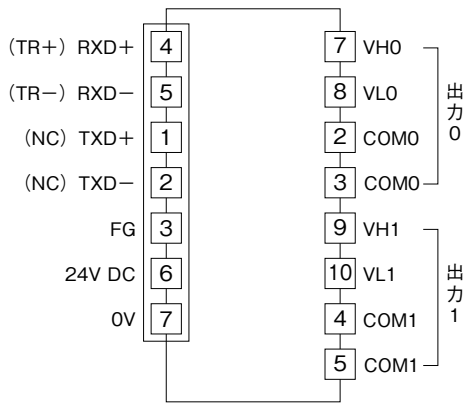 (TR+) RXD+ 4
(TR−) RXD− 5
(NC) TXD+ 1
(NC) TXD− 2
FG 3
24V DC 6
0V 7
7 VH0
8 VL0
2 COM0
3 COM0
出力0
9 VH1
10 VL1
4 COM1
5 COM1
出力1